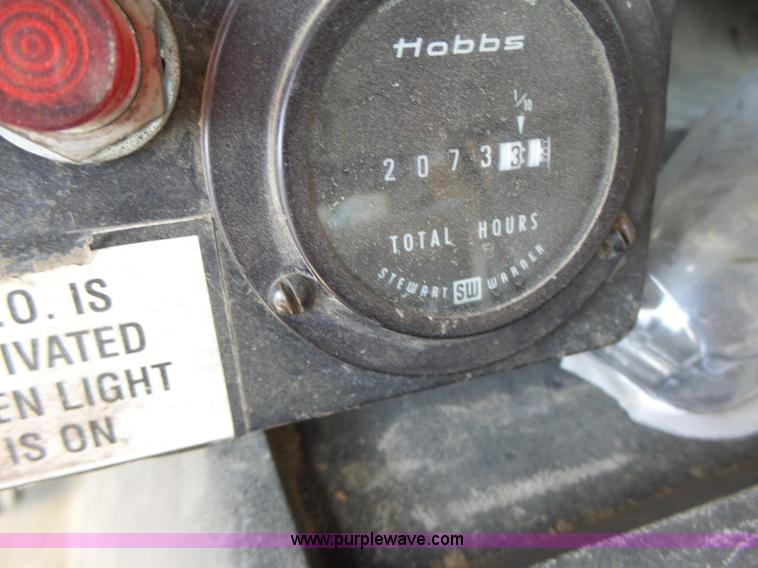 Hobbs
1/10
2 0 7 3 3
TOTAL HOURS
STEWART SW WARNER
.O. IS
IVATED
EN LIGHT
IS ON
www.purplewave.com